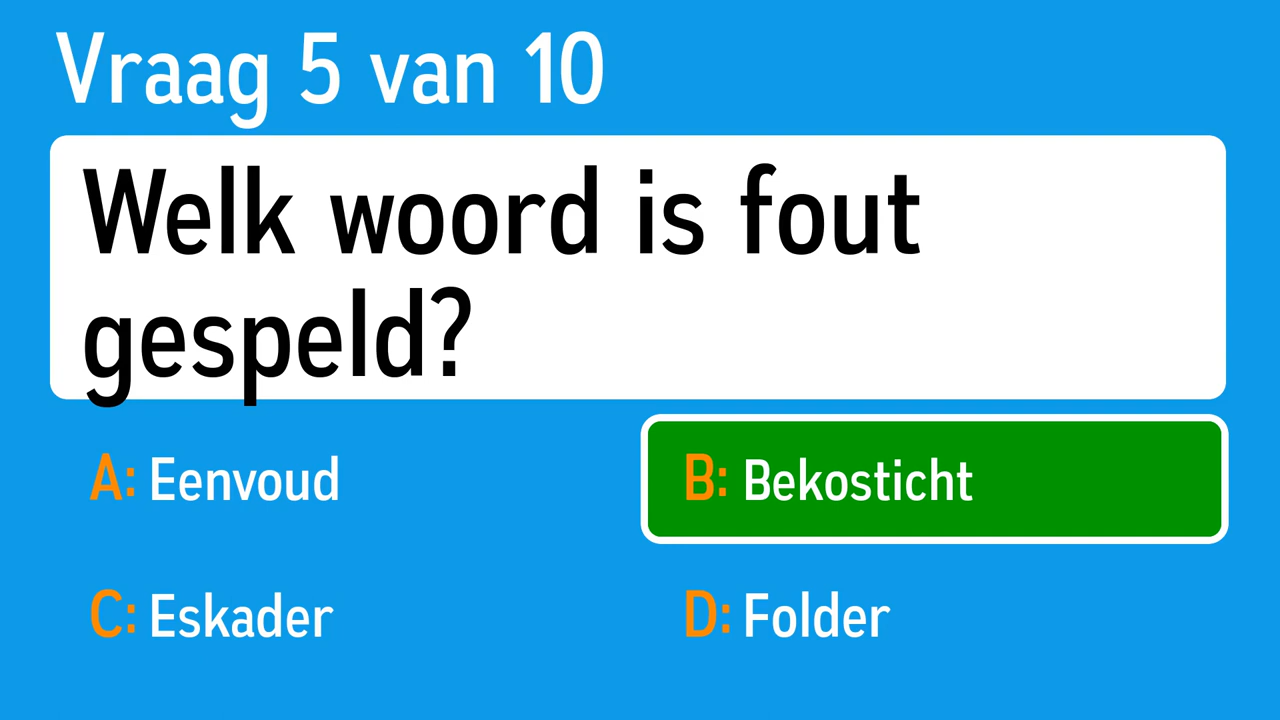 Vraag 5 van 10
Welk woord is fout
gespeld?
A: Eenvoud
B: Bekosticht
C: Eskader
D: Folder